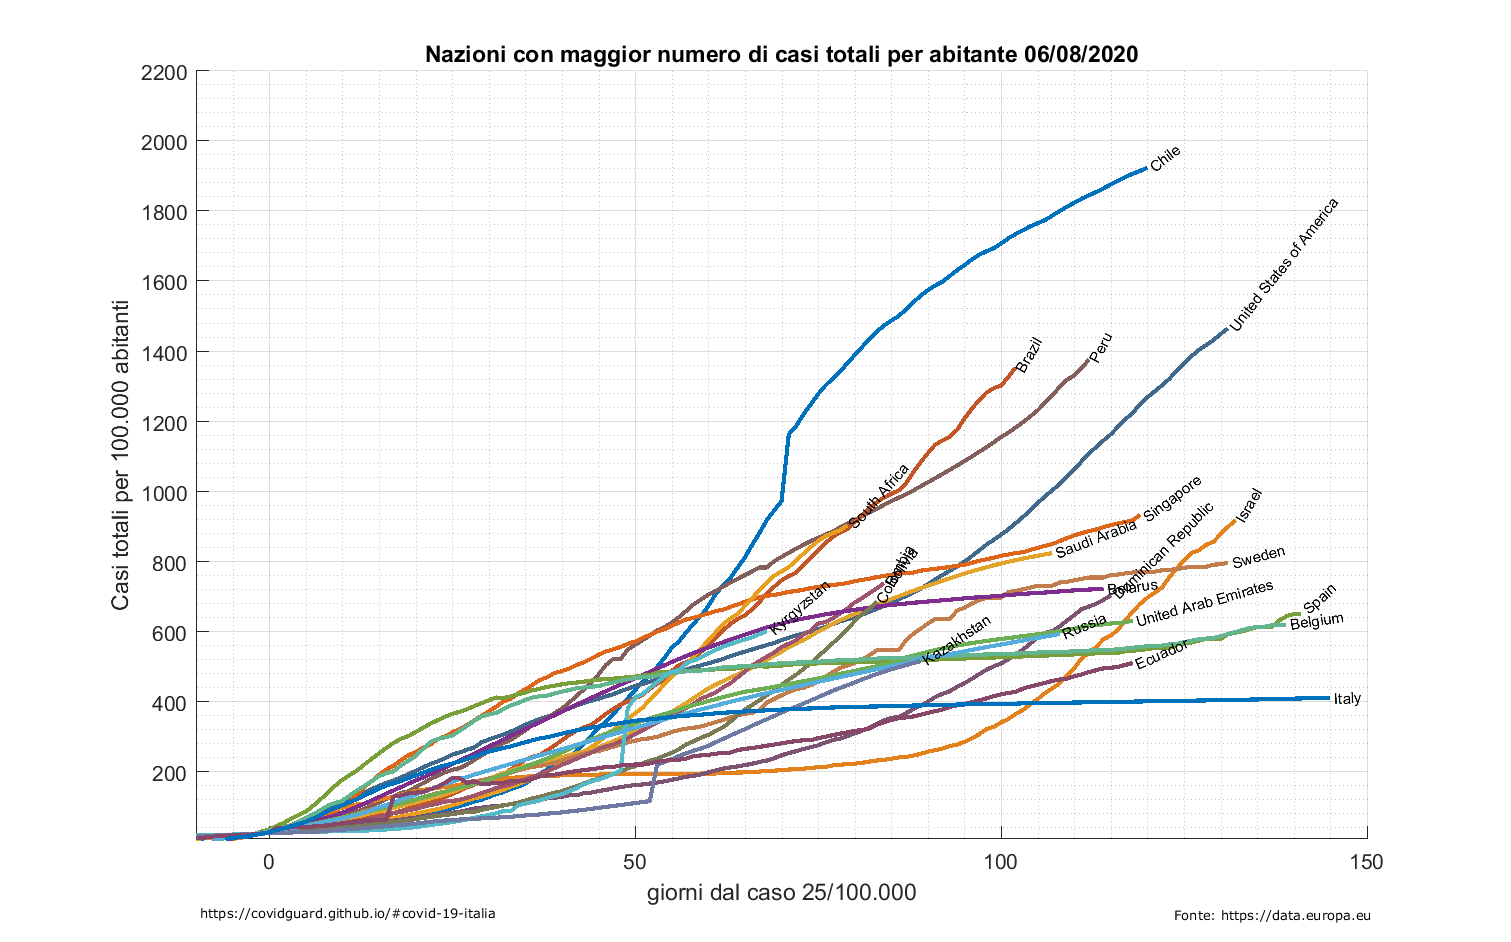 Nazioni con maggior numero di casi totali per abitante 06/08/2020
Casi totali per 100.000 abitanti
2200
2000
1800
1600
1400
1200
1000
800
600
400
200
Chile
United States of America
Brazil
Peru
South Africa
Singapore
Saudi Arabia
Dominican Republic
Israel
Colombia
Bolivia
Sweden
Kyrgyzstan
Belarus
United Arab Emirates
Spain
Belgium
Russia
Kazakhstan
Ecuador
Italy
0
50
100
150
giorni dal caso 25/100.000
https://covidguard.github.io/#covid-19-italia
Fonte: https://data.europa.eu